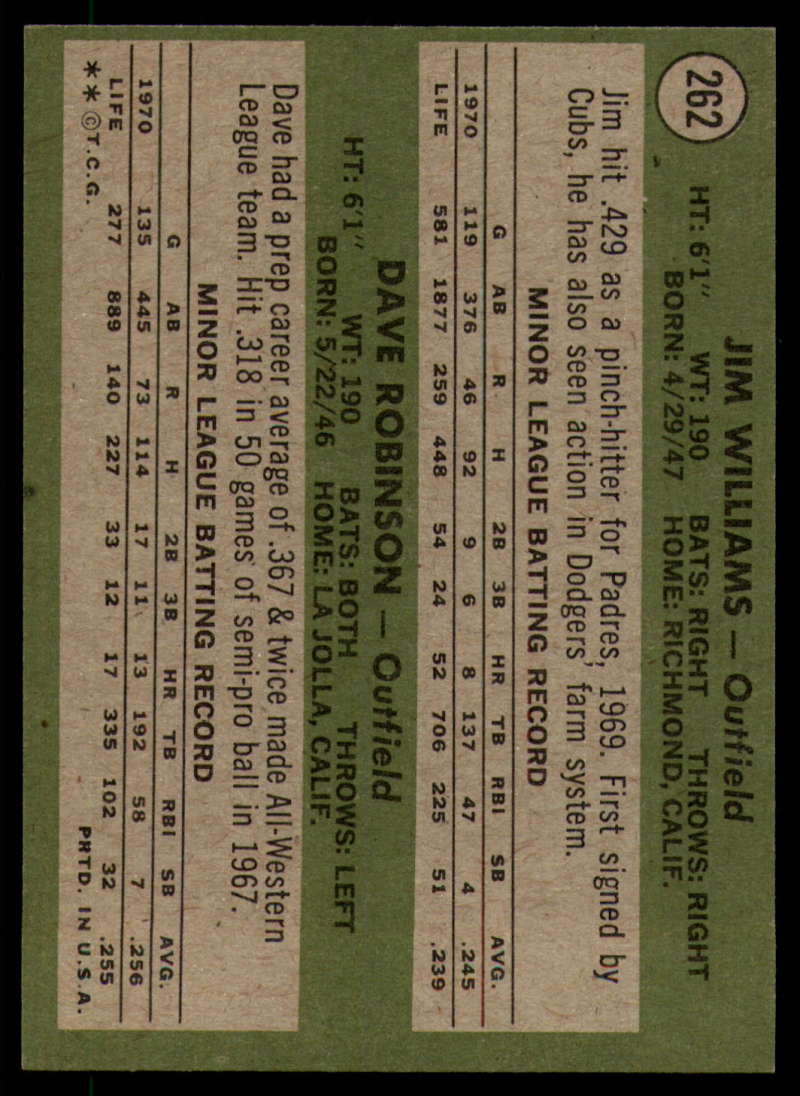 262
JIM WILLIAMS — Outfield
HT: 6'1" WT: 190 BATS: RIGHT THROWS: RIGHT
BORN: 4/29/47 HOME: RICHMOND, CALIF.
Jim hit .429 as a pinch-hitter for Padres, 1969. First signed by
Cubs, he has also seen action in Dodgers' farm system.
MINOR LEAGUE BATTING RECORD
G AB R H 2B 3B HR TB RBI SB AVG.
1970 119 376 46 92 9 6 8 137 47 4 .245
LIFE 581 1877 259 448 54 24 52 706 225 51 .239
DAVE ROBINSON — Outfield
HT: 6'1" WT: 190 BATS: BOTH THROWS: LEFT
BORN: 5/22/46 HOME: LA JOLLA, CALIF.
Dave had a prep career average of .367 & twice made All-Western
League team. Hit .318 in 50 games of semi-pro ball in 1967.
MINOR LEAGUE BATTING RECORD
G AB R H 2B 3B HR TB RBI SB AVG.
1970 135 445 73 114 17 11 13 192 58 7 .256
LIFE 277 889 140 227 33 12 17 335 102 32 .255
**©T.C.G. PRTD. IN U.S.A.